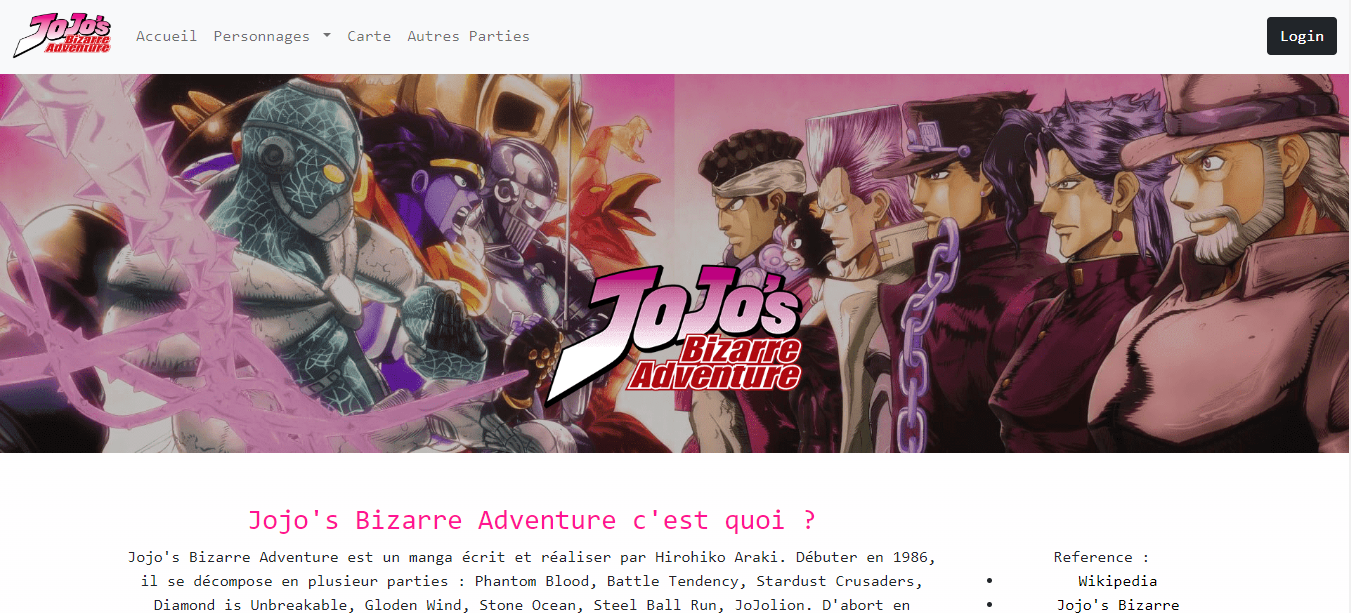 JoJo's
Bizarre
Adventure
Accueil Personnages Carte Autres Parties
Login
JoJo's
Bizarre
Adventure
Jojo's Bizarre Adventure c'est quoi ?
Jojo's Bizarre Adventure est un manga écrit et réaliser par Hirohiko Araki. Débuter en 1986,
il se décompose en plusieur parties : Phantom Blood, Battle Tendency, Stardust Crusaders,
Diamond is Unbreakable, Gloden Wind, Stone Ocean, Steel Ball Run, JoJolion. D'abord en
Reference :
Wikipedia
Jojo's Bizarre